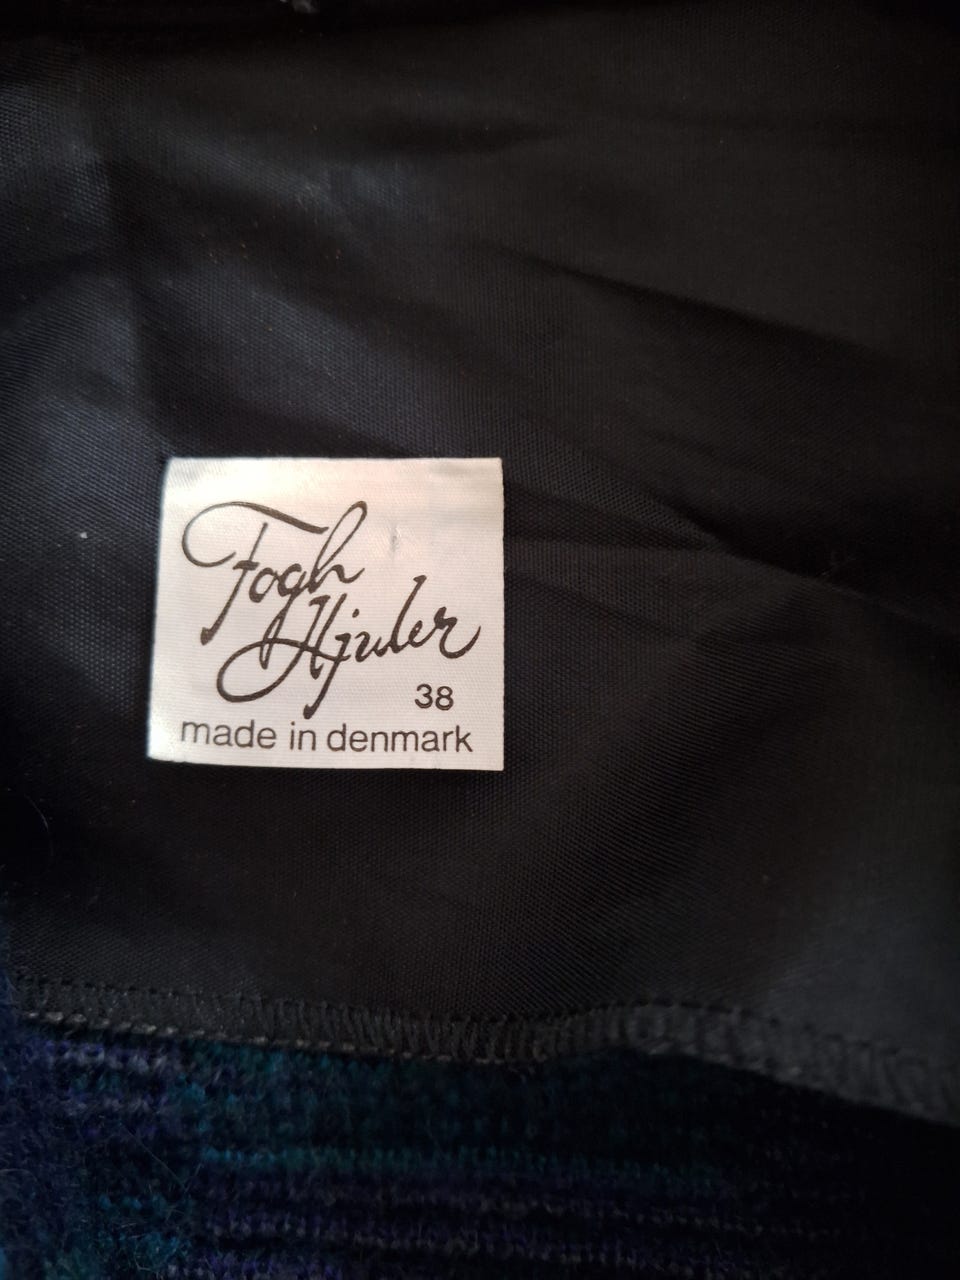 Fogh
Hjuler
38
made in denmark